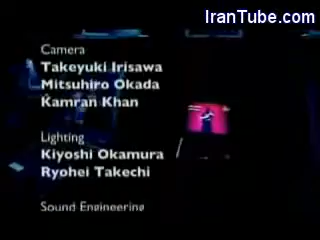 IranTube.com
Camera
Takeyuki Irisawa
Mitsuhiro Okada
Kamran Khan
Lighting
Kiyoshi Okamura
Ryohei Takechi
Sound Engineering